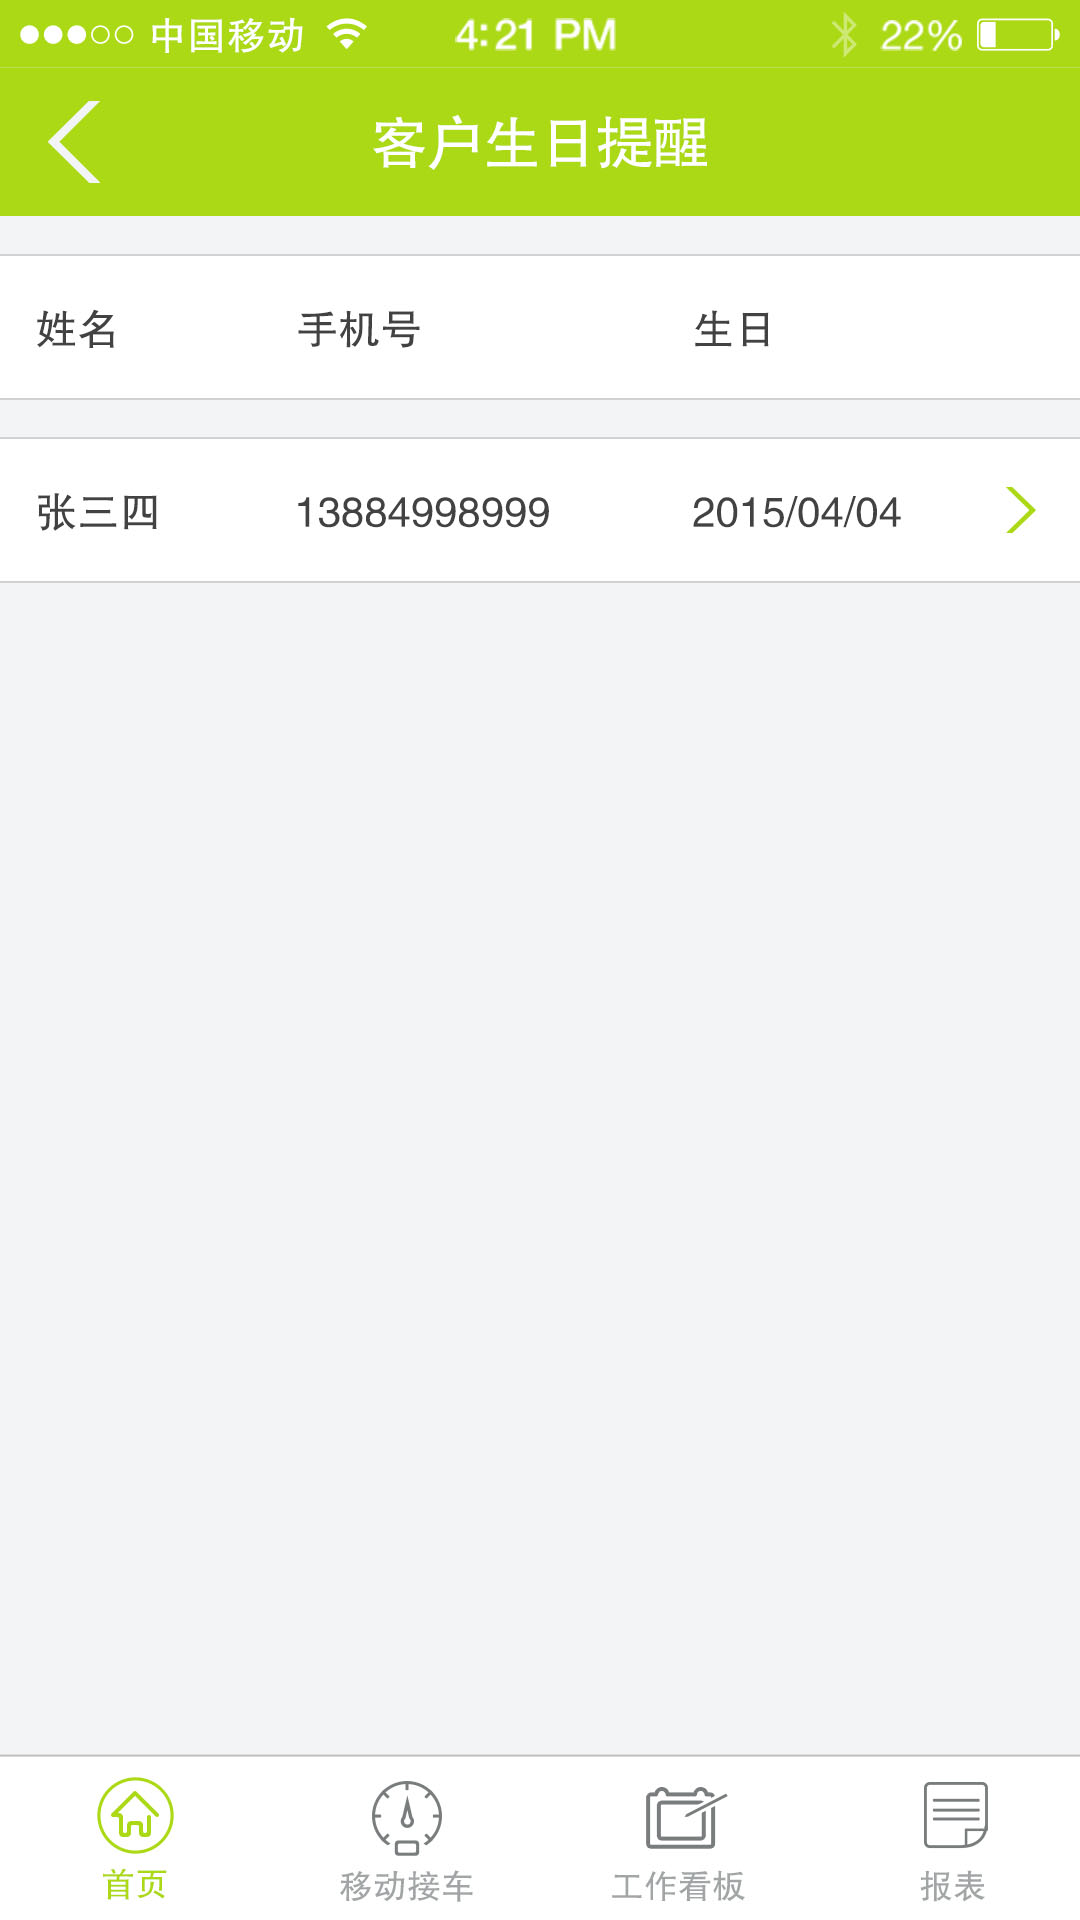 中国移动 4:21 PM 22%
客户生日提醒
姓名 手机号 生日
张三四 13884998999 2015/04/04
首页 移动接车 工作看板 报表